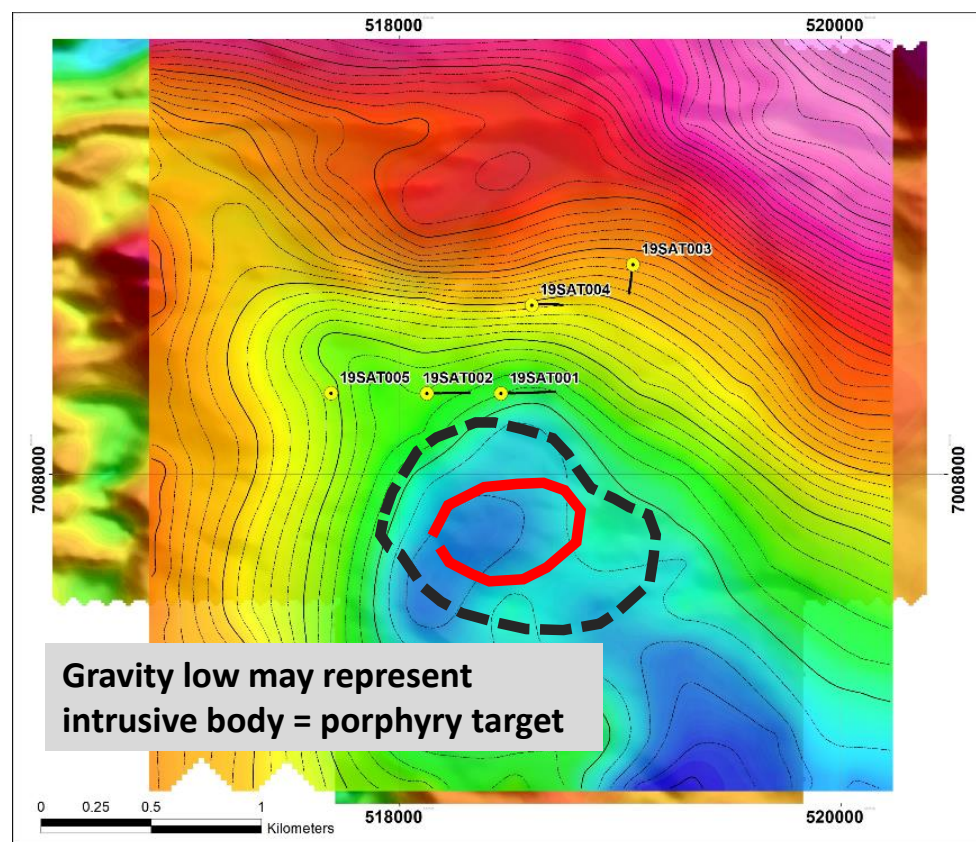 518000
520000
19SAT003
19SAT004
19SAT005
19SAT002
19SAT001
7008000
7008000
Gravity low may represent
intrusive body = porphyry target
0 0.25 0.5 1
Kilometers
518000
520000